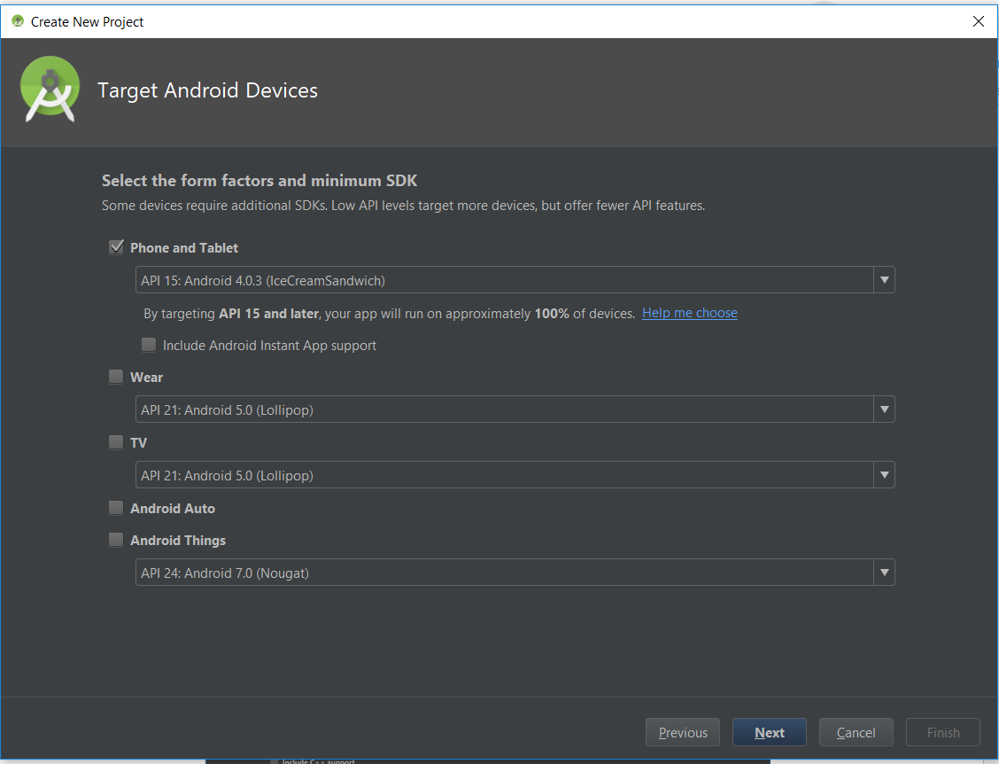 Create New Project
Target Android Devices
Select the form factors and minimum SDK
Some devices require additional SDKs. Low API levels target more devices, but offer fewer API features.
Phone and Tablet
API 15: Android 4.0.3 (IceCreamSandwich)
By targeting API 15 and later, your app will run on approximately 100% of devices. Help me choose
Include Android Instant App support
Wear
API 21: Android 5.0 (Lollipop)
TV
API 21: Android 5.0 (Lollipop)
Android Auto
Android Things
API 24: Android 7.0 (Nougat)
Previous Next Cancel Finish
Include C++ support